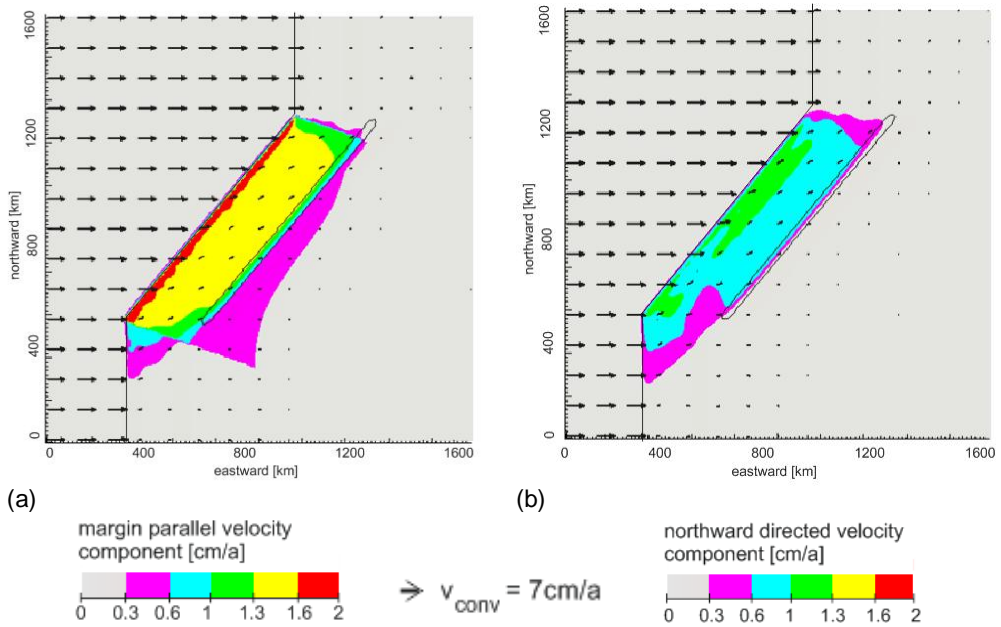 1600
1200
800
400
0
northward [km]
0
400
800
1200
1600
eastward [km]
1600
1200
800
400
0
northward [km]
0
400
800
1200
1600
eastward [km]
(a)
(b)
margin parallel velocity
component [cm/a]
0 0.3 0.6 1 1.3 1.6 2
v_conv = 7cm/a
northward directed velocity
component [cm/a]
0 0.3 0.6 1 1.3 1.6 2